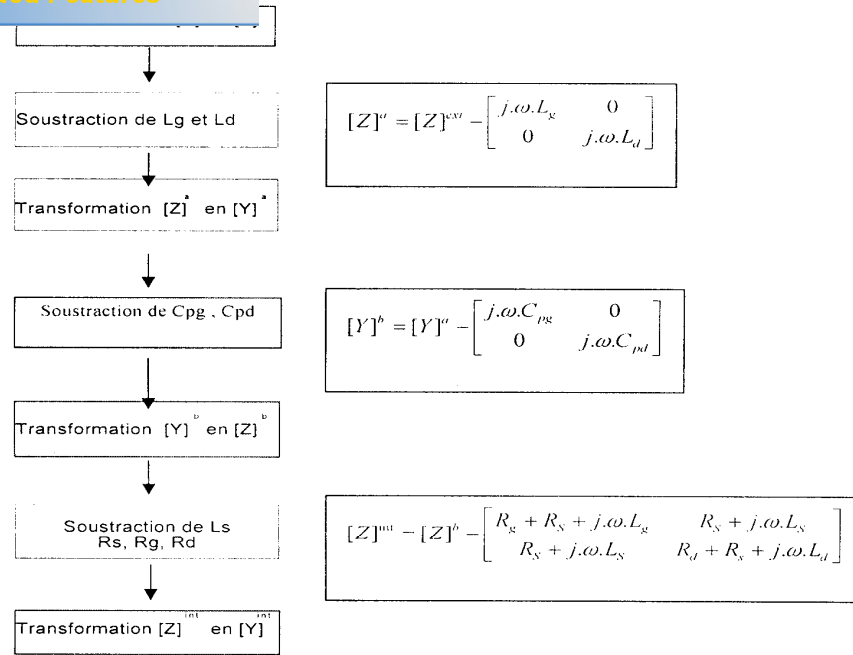 Soustraction de Lg et Ld
[Z]^a = [Z]^ext − [ j.ω.L_g 0
0 j.ω.L_d ]
Transformation [Z]^a en [Y]^a
Soustraction de Cpg , Cpd
[Y]^b = [Y]^a − [ j.ω.C_pg 0
0 j.ω.C_pd ]
Transformation [Y]^b en [Z]^b
Soustraction de Ls
Rs, Rg, Rd
[Z]^int − [Z]^b − [ R_g + R_S + j.ω.L_g R_S + j.ω.L_S
R_S + j.ω.L_S R_d + R_s + j.ω.L_d ]
Transformation [Z]^int en [Y]^int